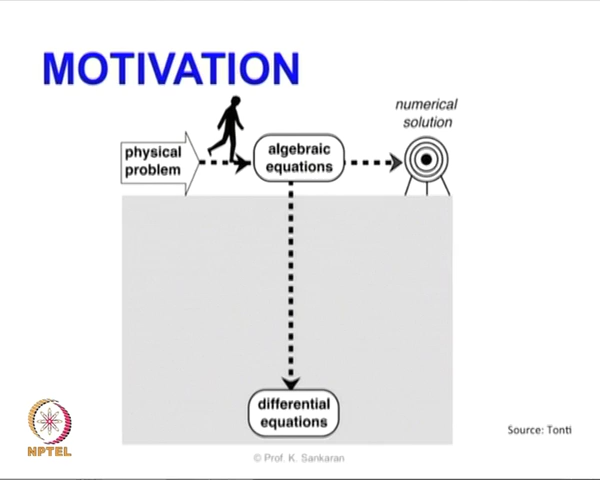 MOTIVATION
numerical
solution
physical
problem
algebraic
equations
differential
equations
Source: Tonti
NPTEL
© Prof. K. Sankaran